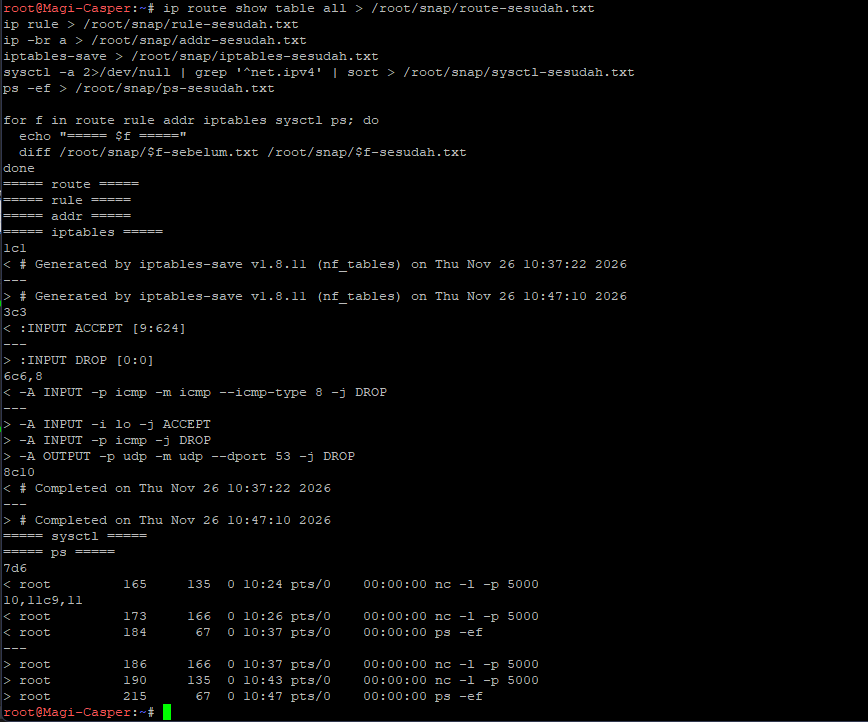 root@Magi-Casper:~# ip route show table all > /root/snap/route-sesudah.txt
ip rule > /root/snap/rule-sesudah.txt
ip -br a > /root/snap/addr-sesudah.txt
iptables-save > /root/snap/iptables-sesudah.txt
sysctl -a 2>/dev/null | grep '^net.ipv4' | sort > /root/snap/sysctl-sesudah.txt
ps -ef > /root/snap/ps-sesudah.txt

for f in route rule addr iptables sysctl ps; do
  echo "===== $f ====="
  diff /root/snap/$f-sebelum.txt /root/snap/$f-sesudah.txt
done
===== route =====
===== rule =====
===== addr =====
===== iptables =====
1c1
< # Generated by iptables-save v1.8.11 (nf_tables) on Thu Nov 26 10:37:22 2026
---
> # Generated by iptables-save v1.8.11 (nf_tables) on Thu Nov 26 10:47:10 2026
3c3
< :INPUT ACCEPT [9:624]
---
> :INPUT DROP [0:0]
6c6,8
< -A INPUT -p icmp -m icmp --icmp-type 8 -j DROP
---
> -A INPUT -i lo -j ACCEPT
> -A INPUT -p icmp -j DROP
> -A OUTPUT -p udp -m udp --dport 53 -j DROP
8c10
< # Completed on Thu Nov 26 10:37:22 2026
---
> # Completed on Thu Nov 26 10:47:10 2026
===== sysctl =====
===== ps =====
7d6
< root         165     135  0 10:24 pts/0    00:00:00 nc -l -p 5000
10,11c9,11
< root         173     166  0 10:26 pts/0    00:00:00 nc -l -p 5000
< root         184      67  0 10:37 pts/0    00:00:00 ps -ef
---
> root         186     166  0 10:37 pts/0    00:00:00 nc -l -p 5000
> root         190     135  0 10:43 pts/0    00:00:00 nc -l -p 5000
> root         215      67  0 10:47 pts/0    00:00:00 ps -ef
root@Magi-Casper:~#